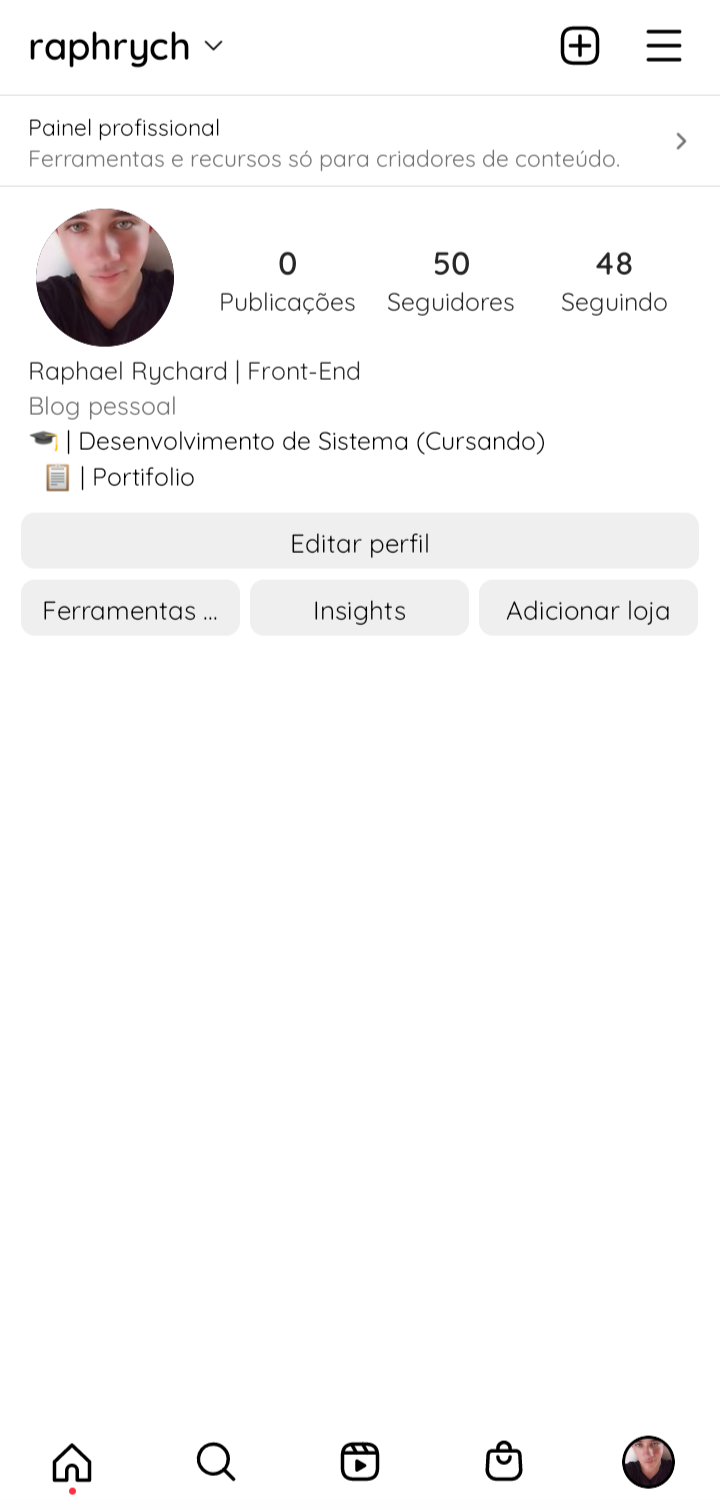 raphrych
Painel profissional
Ferramentas e recursos só para criadores de conteúdo.
0 50 48
Publicações Seguidores Seguindo
Raphael Rychard | Front-End
Blog pessoal
🎓 | Desenvolvimento de Sistema (Cursando)
📋 | Portifolio
Editar perfil
Ferramentas ... Insights Adicionar loja